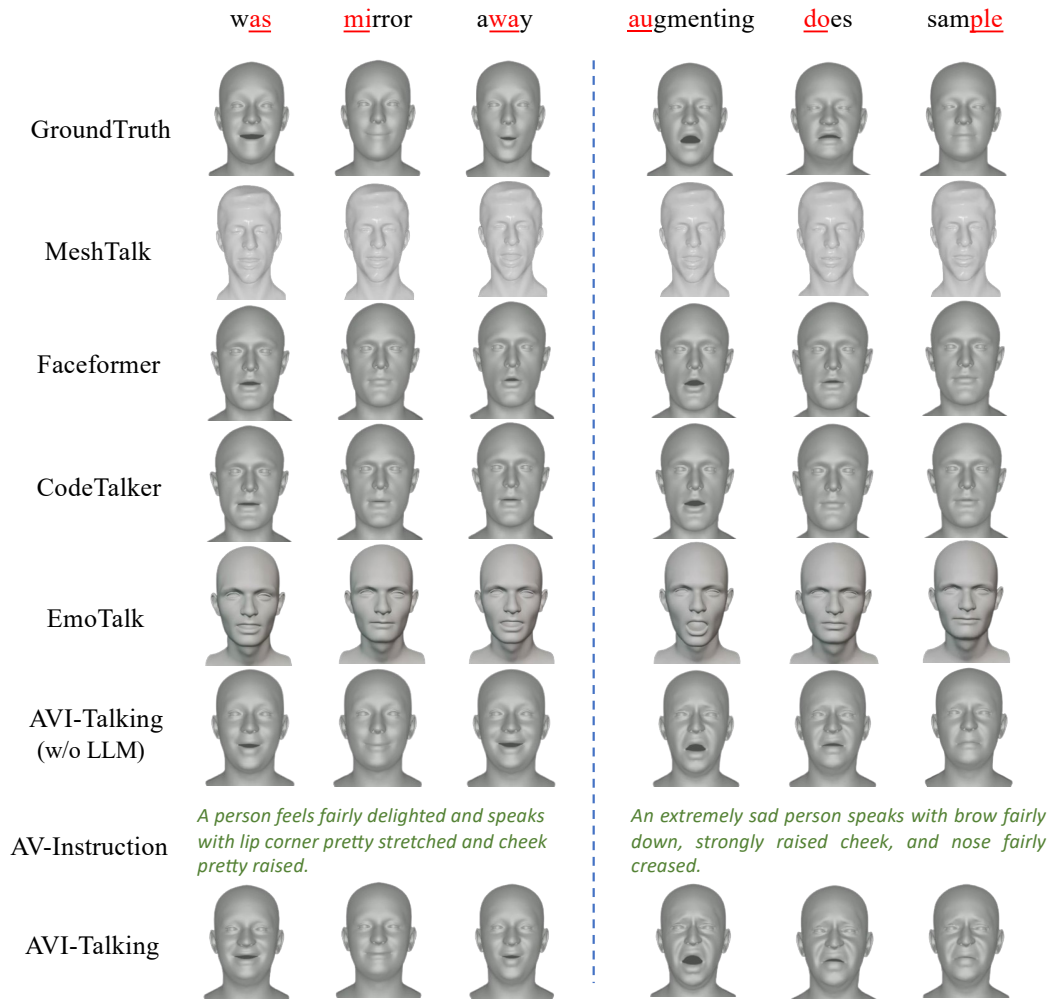 was mirror away augmenting does sample
GroundTruth
MeshTalk
Faceformer
CodeTalker
EmoTalk
AVI-Talking
(w/o LLM)
AV-Instruction
A person feels fairly delighted and speaks
with lip corner pretty stretched and cheek
pretty raised.
An extremely sad person speaks with brow fairly
down, strongly raised cheek, and nose fairly
creased.
AVI-Talking